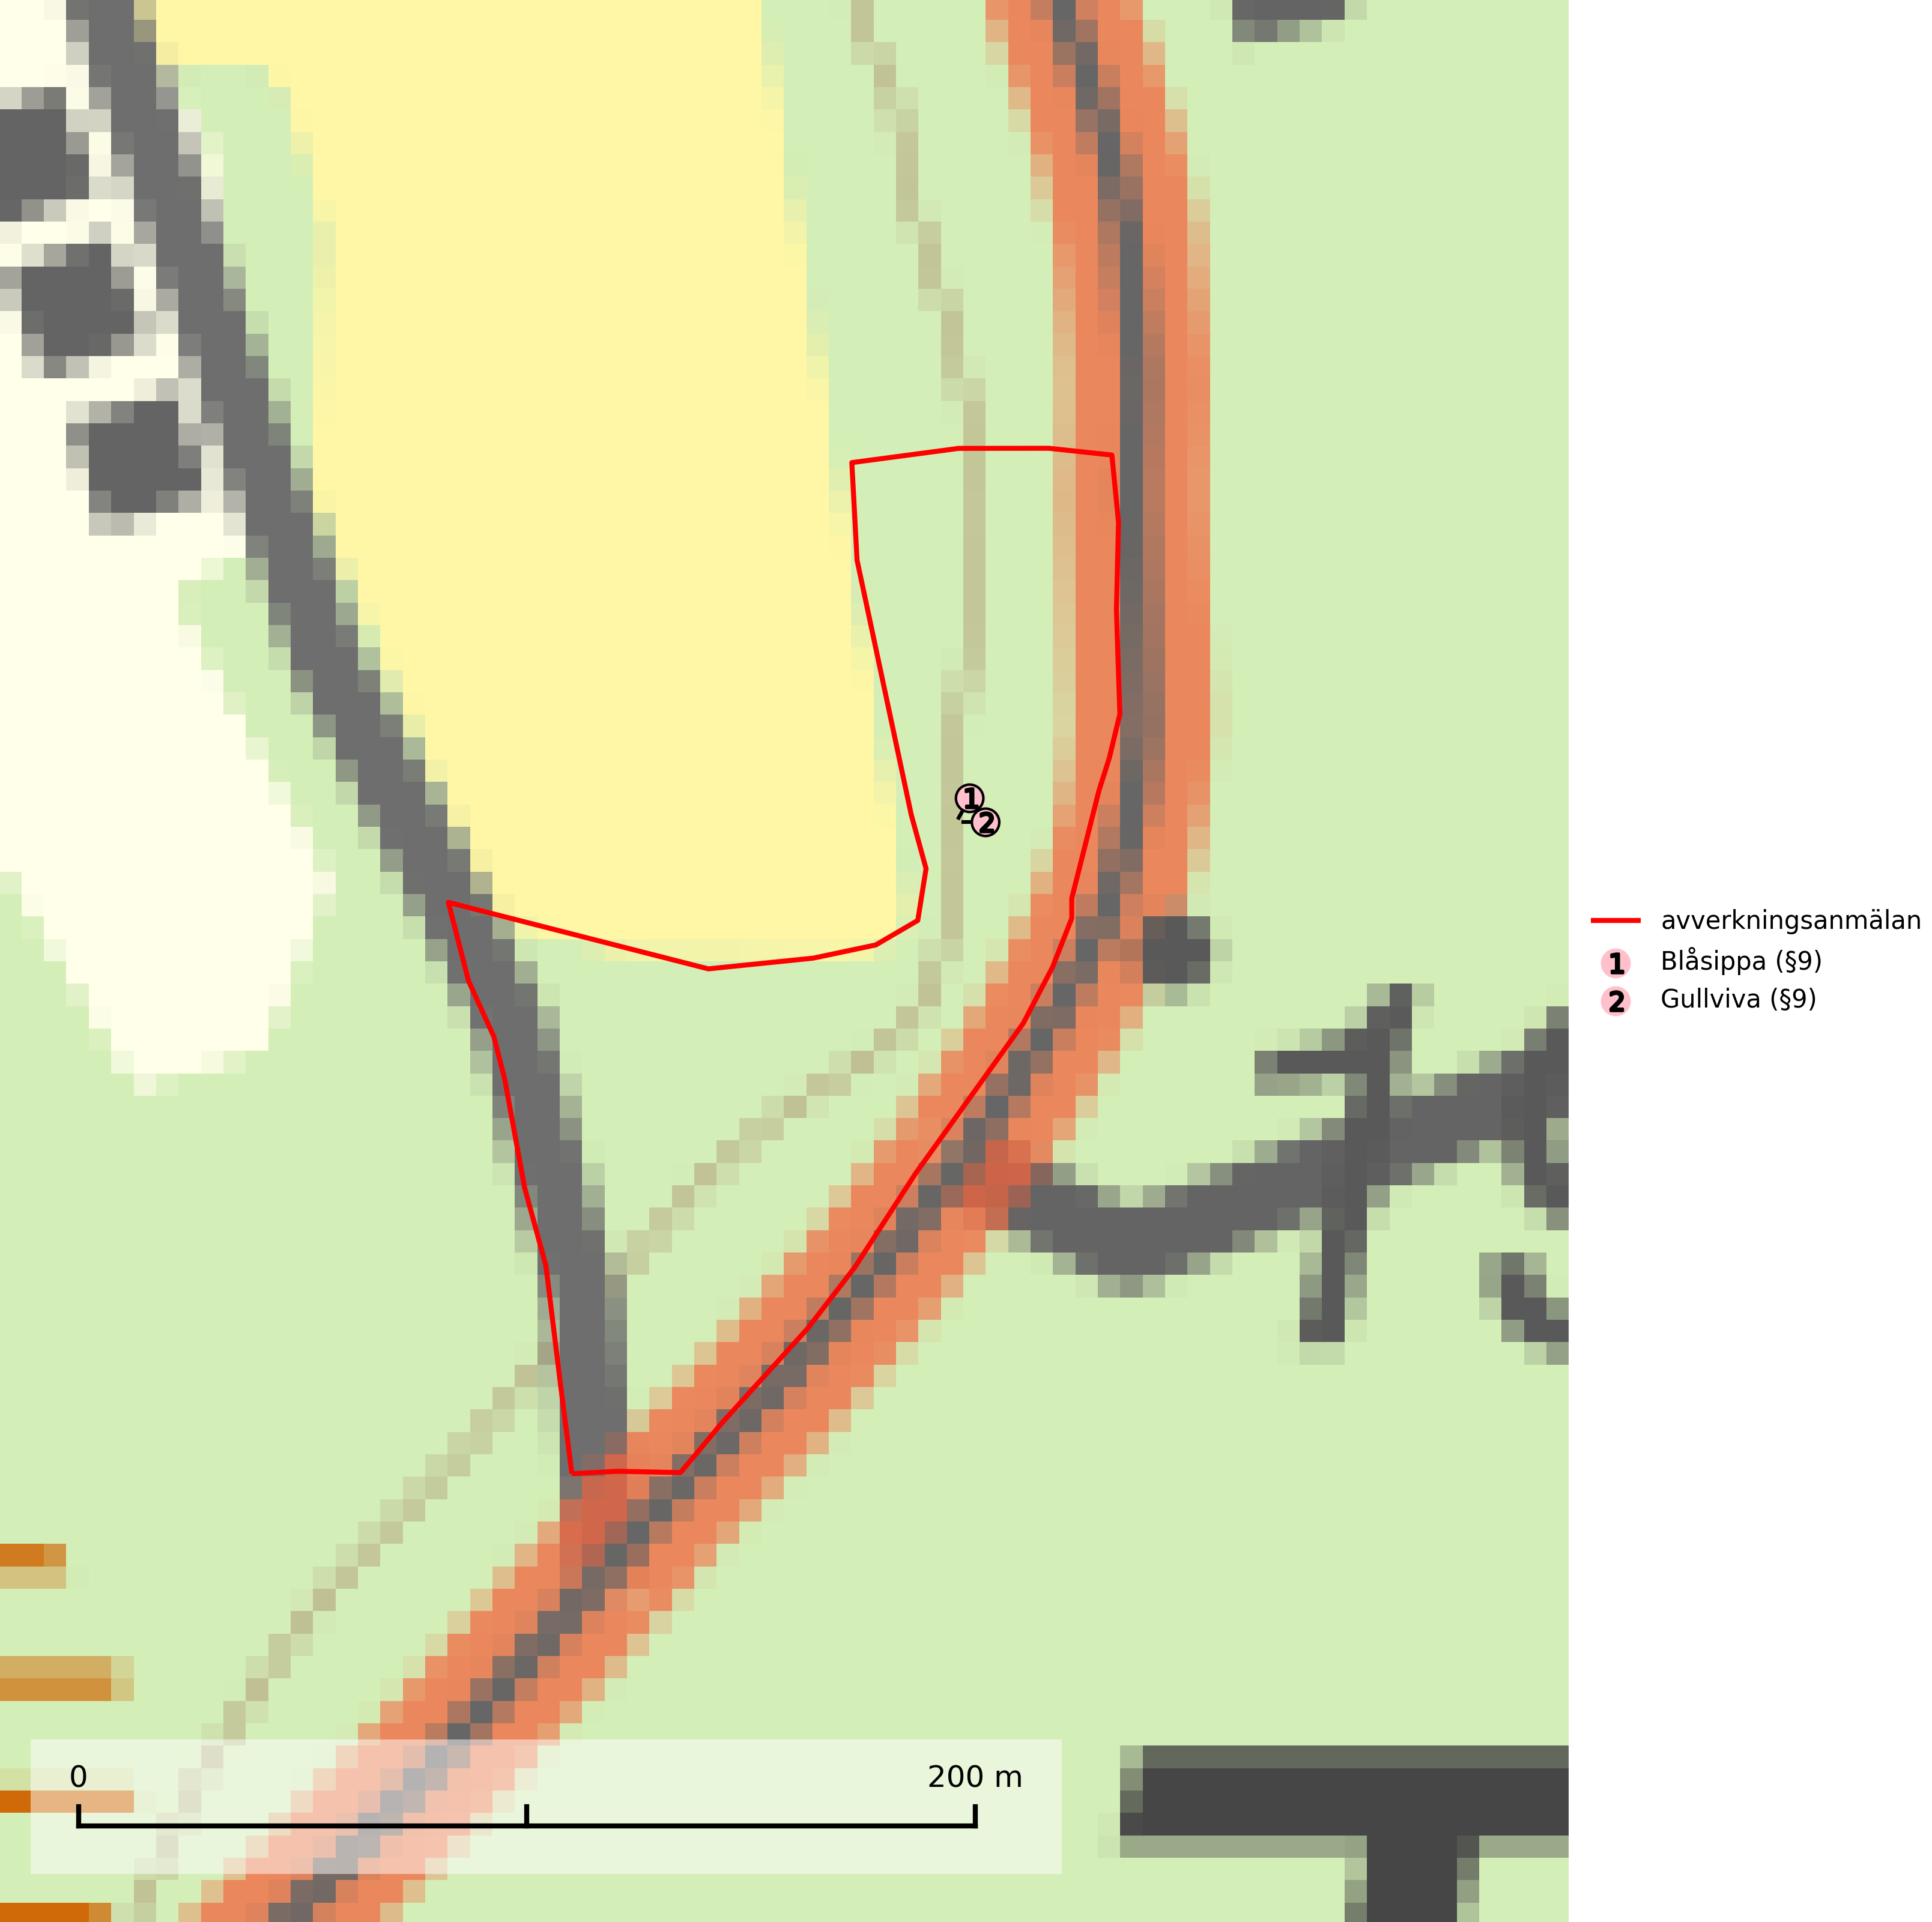 1
2
avverkningsanmälan
1 Blåsippa (§9)
2 Gullviva (§9)
0 200 m